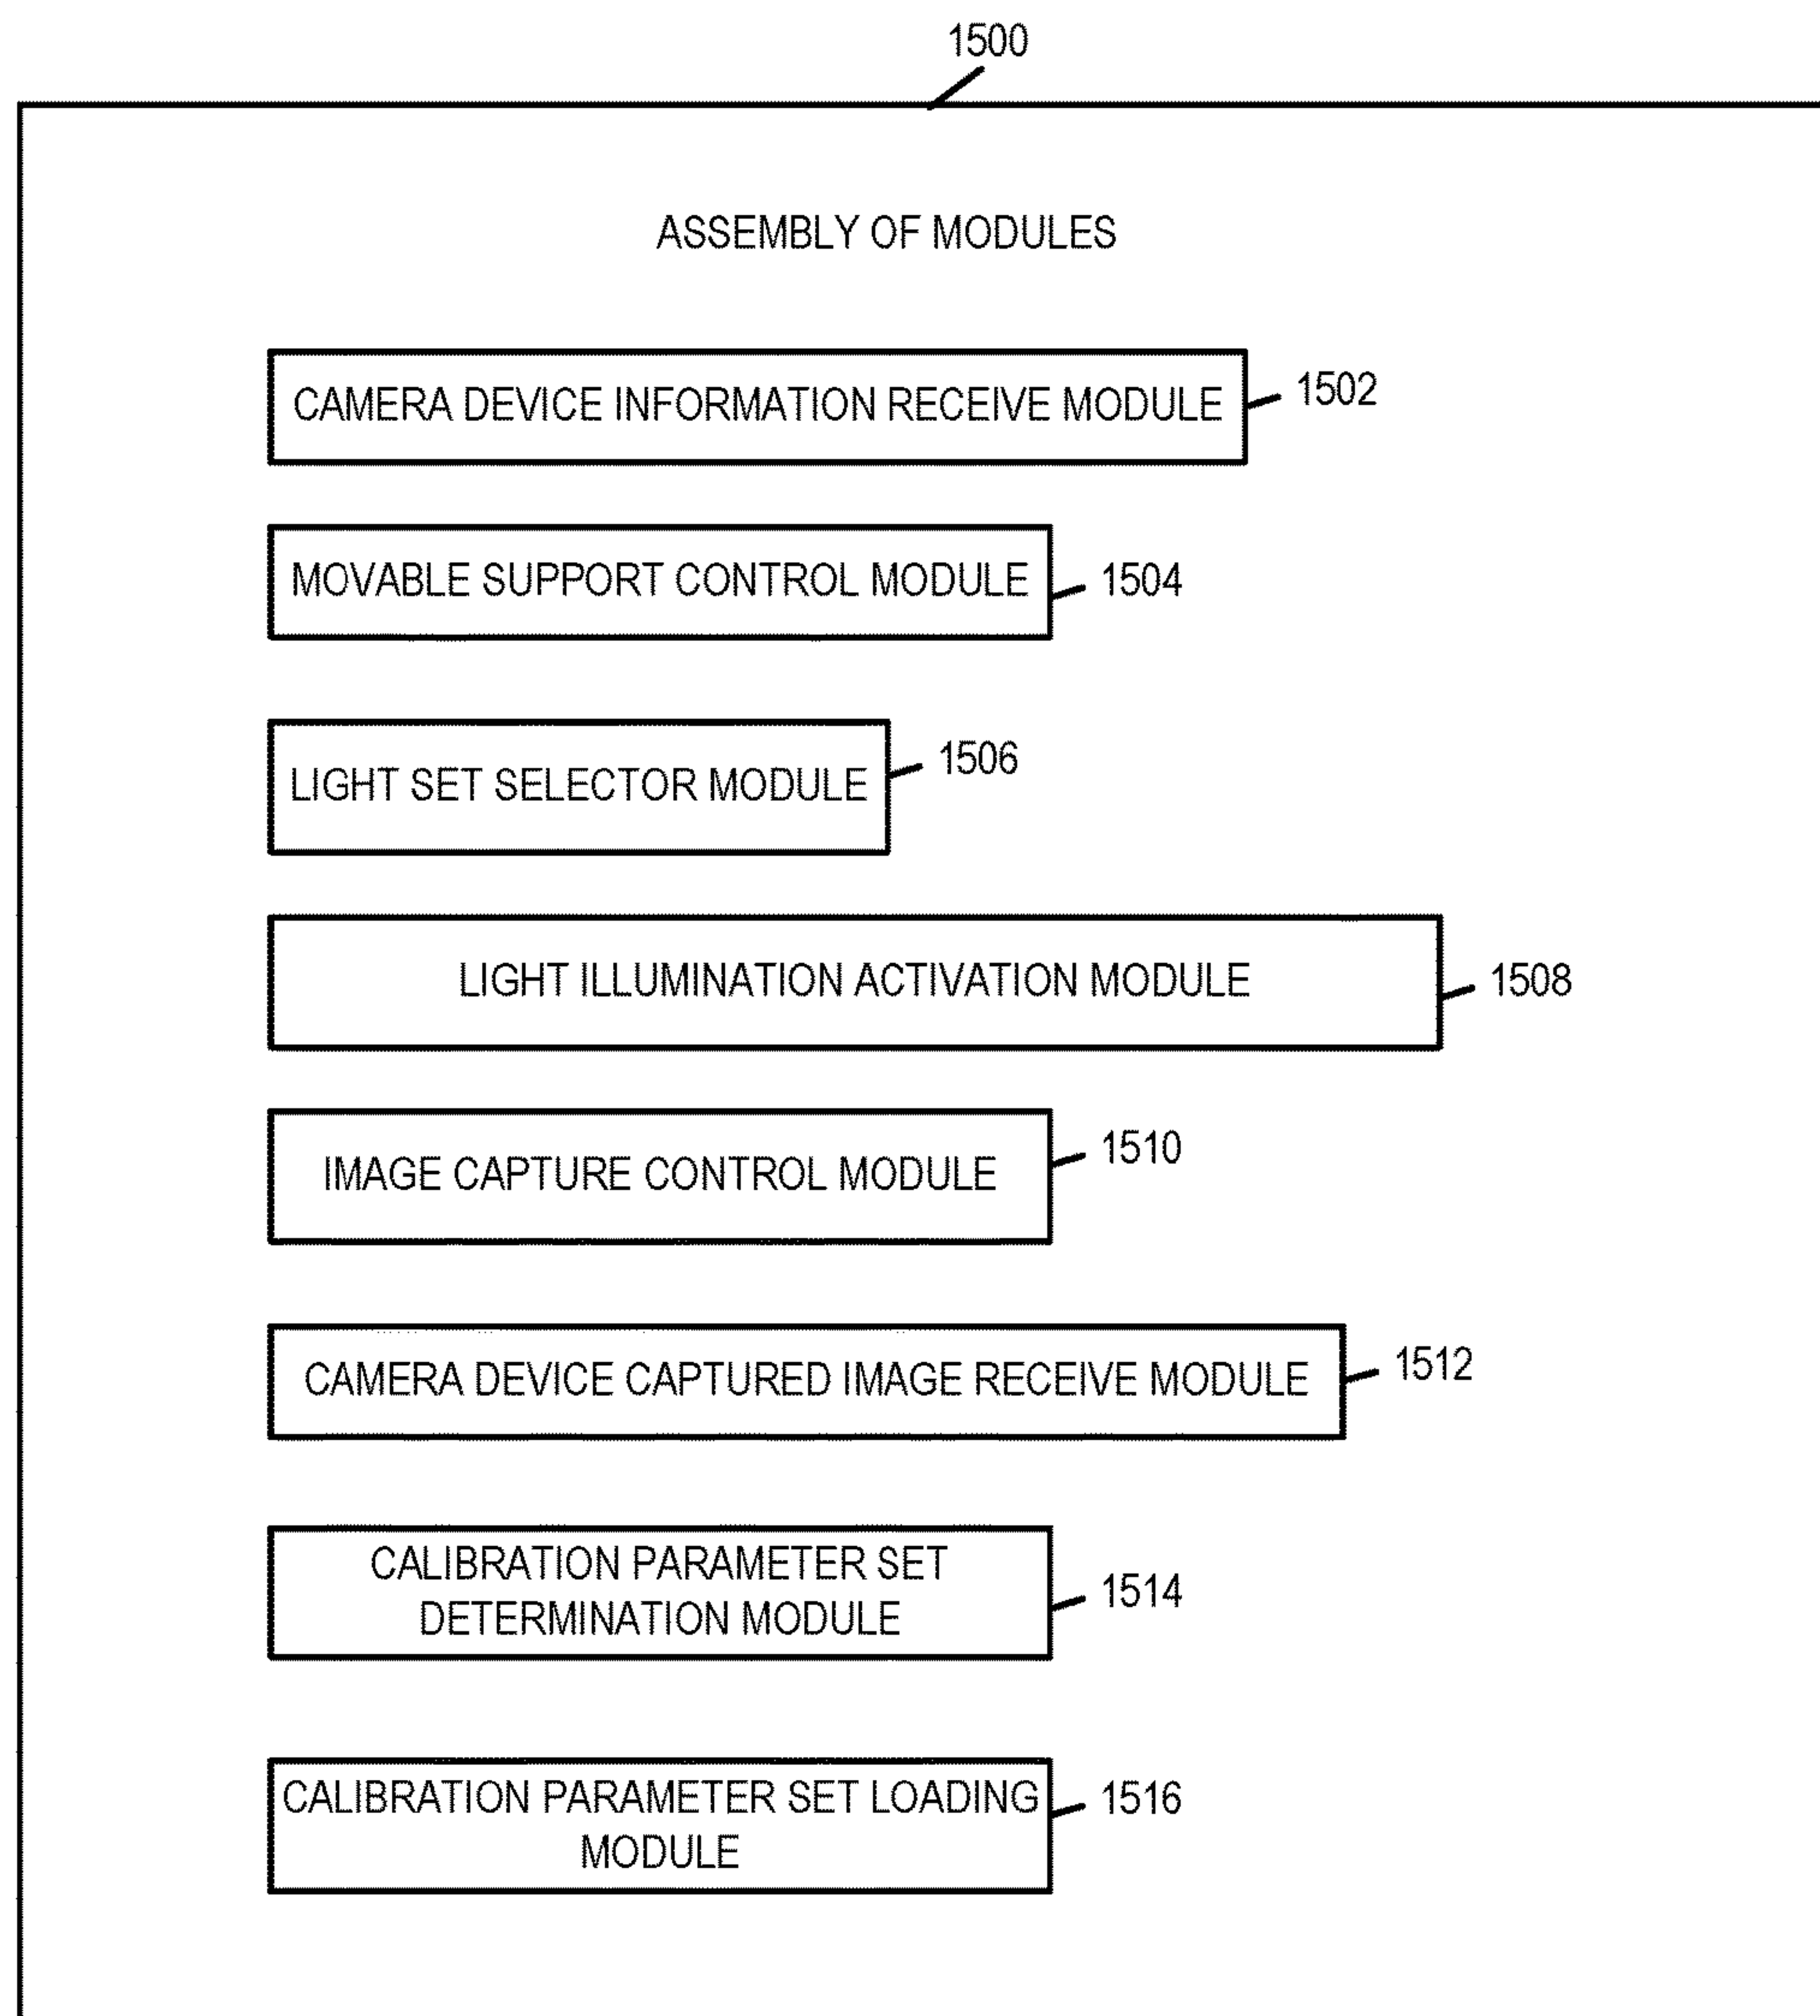 1500
ASSEMBLY OF MODULES
CAMERA DEVICE INFORMATION RECEIVE MODULE
1502
MOVABLE SUPPORT CONTROL MODULE
1504
LIGHT SET SELECTOR MODULE
1506
LIGHT ILLUMINATION ACTIVATION MODULE
1508
IMAGE CAPTURE CONTROL MODULE
1510
CAMERA DEVICE CAPTURED IMAGE RECEIVE MODULE
1512
CALIBRATION PARAMETER SET
DETERMINATION MODULE
1514
CALIBRATION PARAMETER SET LOADING
MODULE
1516